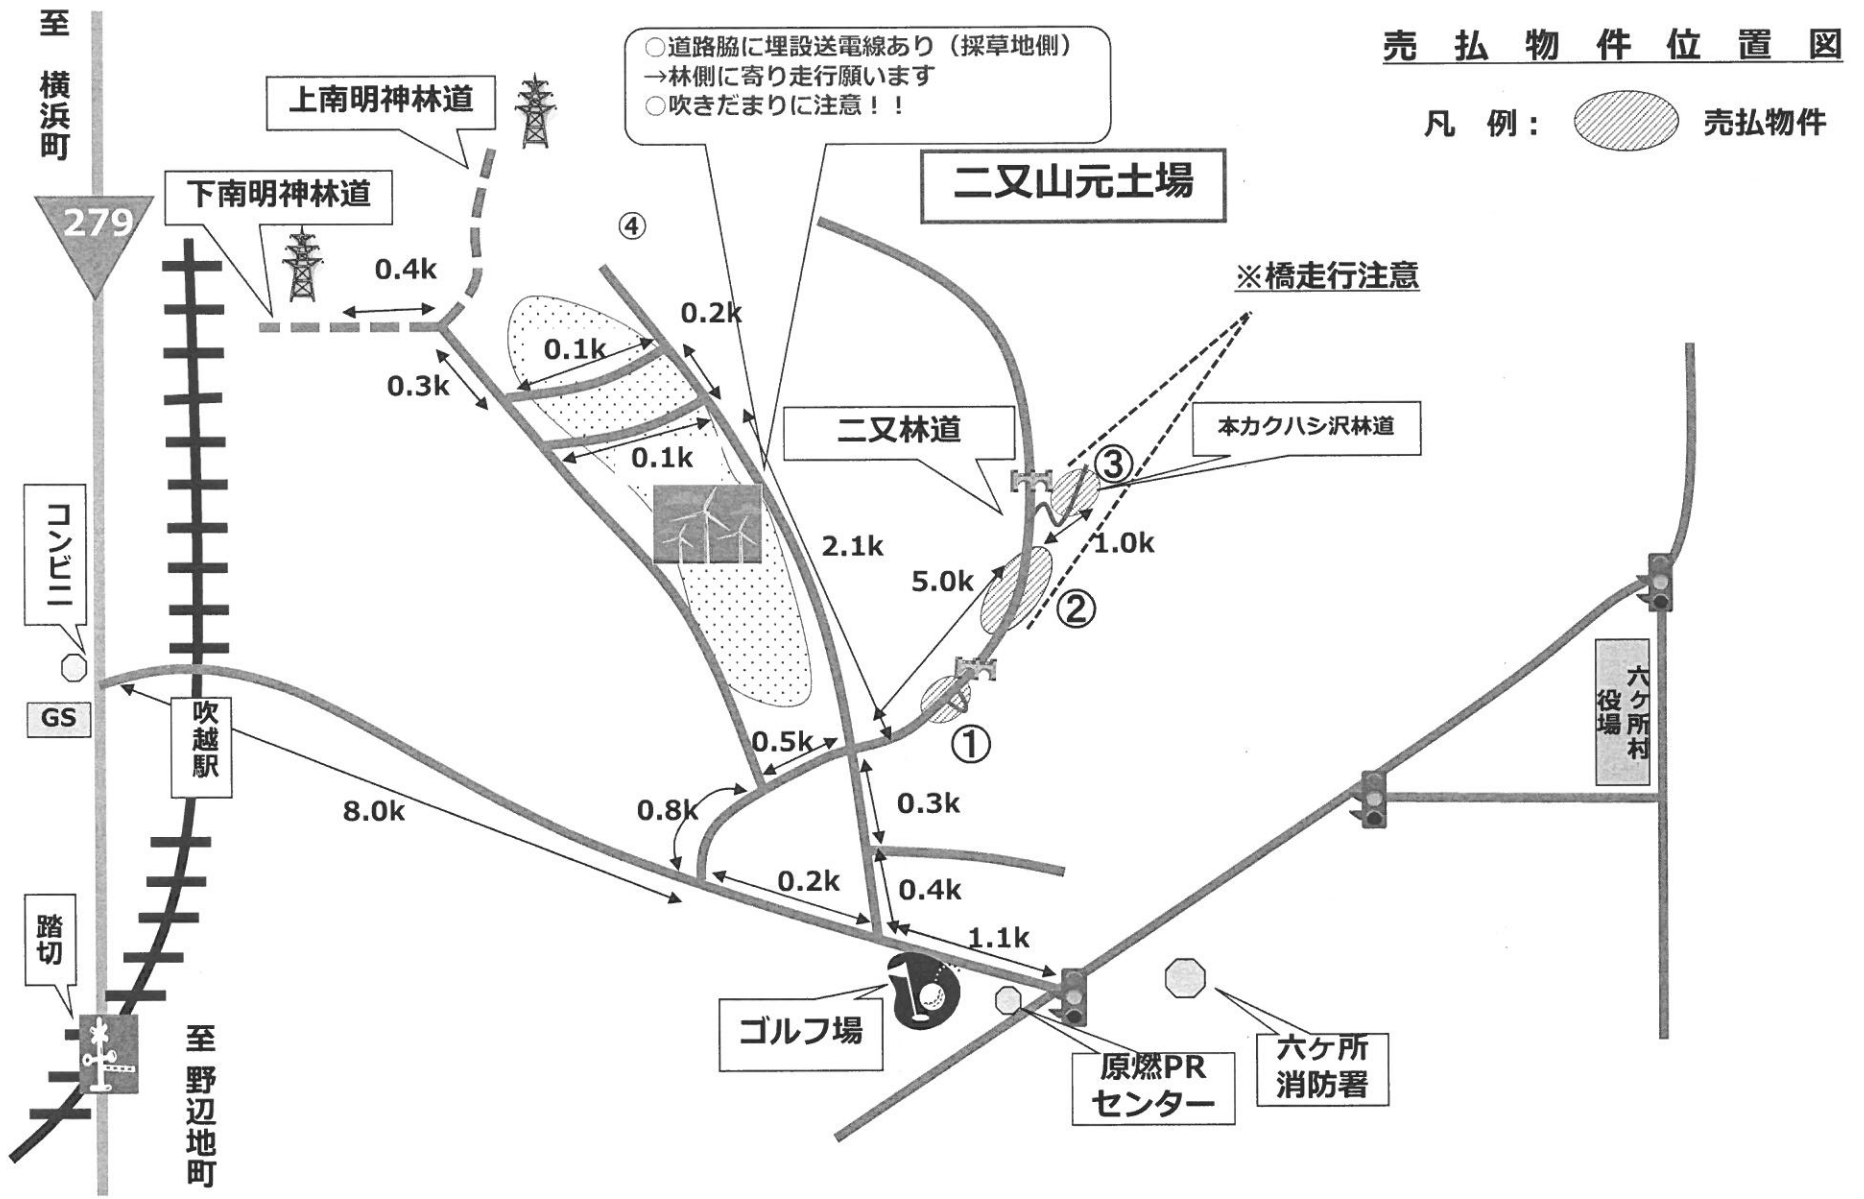 売払物件位置図
凡 例：
売払物件
至 横浜町
279
上南明神林道
下南明神林道
○道路脇に埋設送電線あり（採草地側）
→林側に寄り走行願います
○吹きだまりに注意！！
二又山元土場
④
※橋走行注意
0.4k
0.3k
0.2k
0.1k
0.1k
二又林道
本カクハシ沢林道
③
1.0k
2.1k
5.0k
②
①
コンビニ
GS
吹越駅
8.0k
0.5k
0.8k
0.3k
0.2k
0.4k
1.1k
六ヶ所村
役場
踏切
至 野辺地町
ゴルフ場
原燃PR
センター
六ケ所
消防署